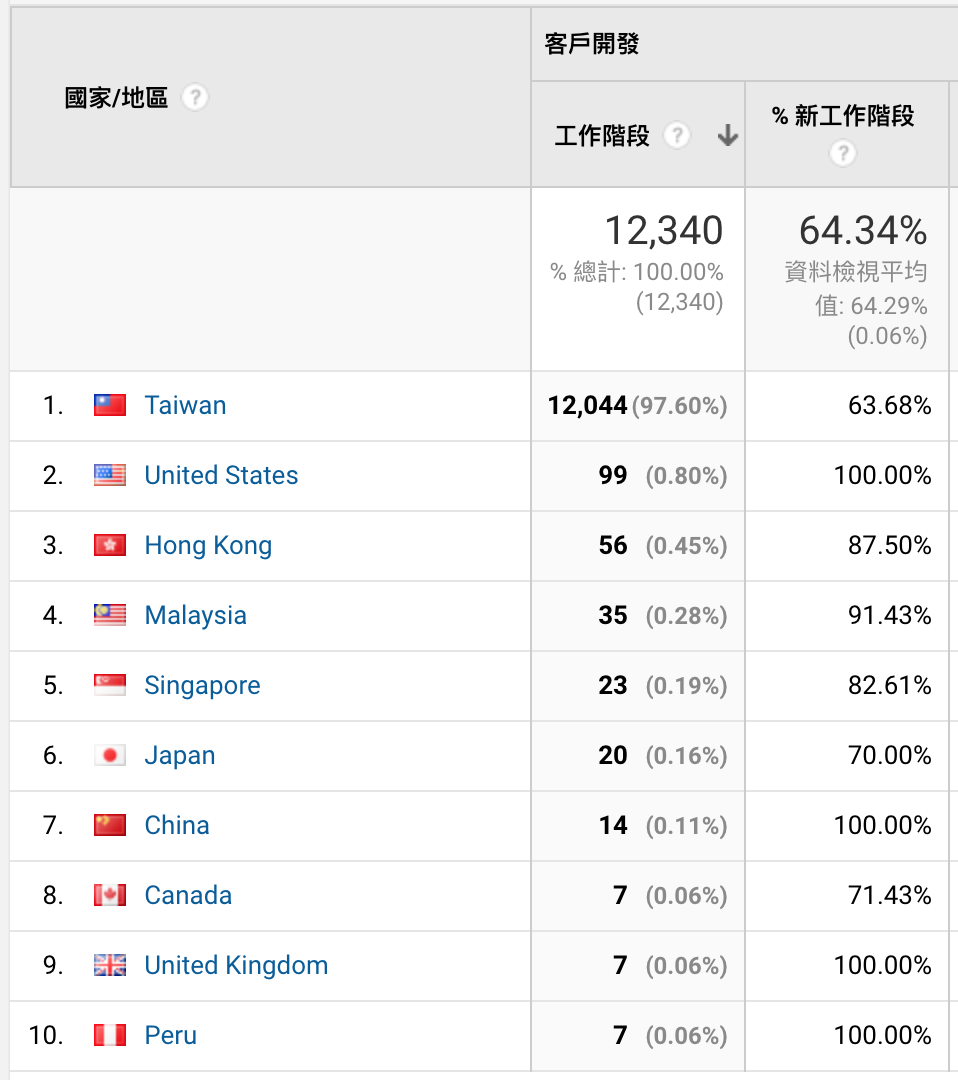 客戶開發
國家/地區 ?
工作階段 ?
% 新工作階段
?
12,340
% 總計: 100.00%
(12,340)
64.34%
資料檢視平均
值: 64.29%
(0.06%)
1. Taiwan 12,044 (97.60%) 63.68%
2. United States 99 (0.80%) 100.00%
3. Hong Kong 56 (0.45%) 87.50%
4. Malaysia 35 (0.28%) 91.43%
5. Singapore 23 (0.19%) 82.61%
6. Japan 20 (0.16%) 70.00%
7. China 14 (0.11%) 100.00%
8. Canada 7 (0.06%) 71.43%
9. United Kingdom 7 (0.06%) 100.00%
10. Peru 7 (0.06%) 100.00%